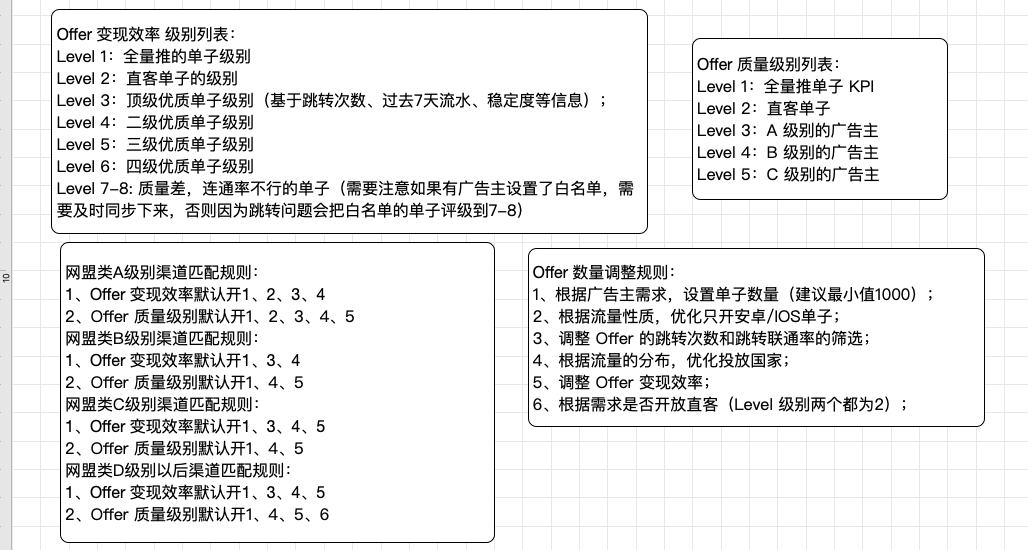 Offer 变现效率 级别列表：
Level 1：全量推的单子级别
Level 2：直客单子的级别
Level 3：顶级优质单子级别（基于跳转次数、过去7天流水、稳定度等信息）；
Level 4：二级优质单子级别
Level 5：三级优质单子级别
Level 6：四级优质单子级别
Level 7-8: 质量差，连通率不行的单子（需要注意如果有广告主设置了白名单，需
要及时同步下来，否则因为跳转问题会把白名单的单子评级到7-8）
Offer 质量级别列表：
Level 1：全量推单子 KPI
Level 2：直客单子
Level 3：A 级别的广告主
Level 4：B 级别的广告主
Level 5：C 级别的广告主
10
网盟类A级别渠道匹配规则：
1、Offer 变现效率默认开1、2、3、4
2、Offer 质量级别默认开1、2、3、4、5
网盟类B级别渠道匹配规则：
1、Offer 变现效率默认开1、3、4
2、Offer 质量级别默认开1、4、5
网盟类C级别渠道匹配规则：
1、Offer 变现效率默认开1、3、4、5
2、Offer 质量级别默认开1、4、5
网盟类D级别以后渠道匹配规则：
1、Offer 变现效率默认开1、3、4、5
2、Offer 质量级别默认开1、4、5、6
Offer 数量调整规则：
1、根据广告主需求，设置单子数量（建议最小值1000）；
2、根据流量性质，优化只开安卓/IOS单子；
3、调整 Offer 的跳转次数和跳转联通率的筛选；
4、根据流量的分布，优化投放国家；
5、调整 Offer 变现效率；
6、根据需求是否开放直客（Level 级别两个都为2）；